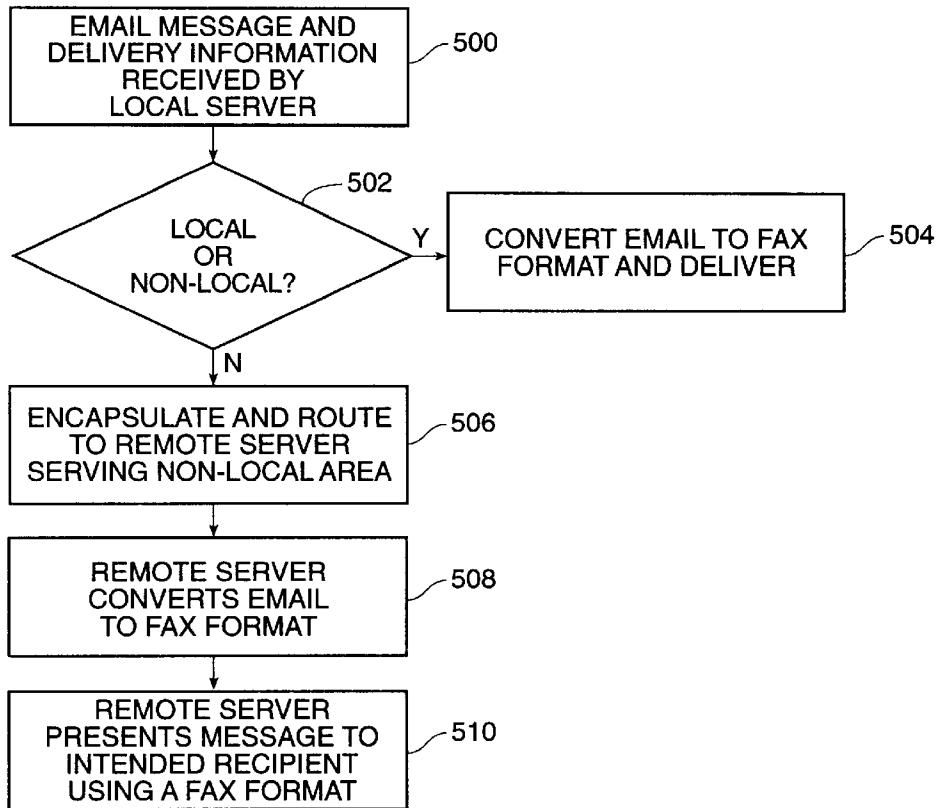 EMAIL MESSAGE AND
DELIVERY INFORMATION
RECEIVED BY
LOCAL SERVER
500
502
LOCAL
OR
NON-LOCAL?
Y
CONVERT EMAIL TO FAX
FORMAT AND DELIVER
504
N
ENCAPSULATE AND ROUTE
TO REMOTE SERVER
SERVING NON-LOCAL AREA
506
REMOTE SERVER
CONVERTS EMAIL
TO FAX FORMAT
508
REMOTE SERVER
PRESENTS MESSAGE TO
INTENDED RECIPIENT
USING A FAX FORMAT
510